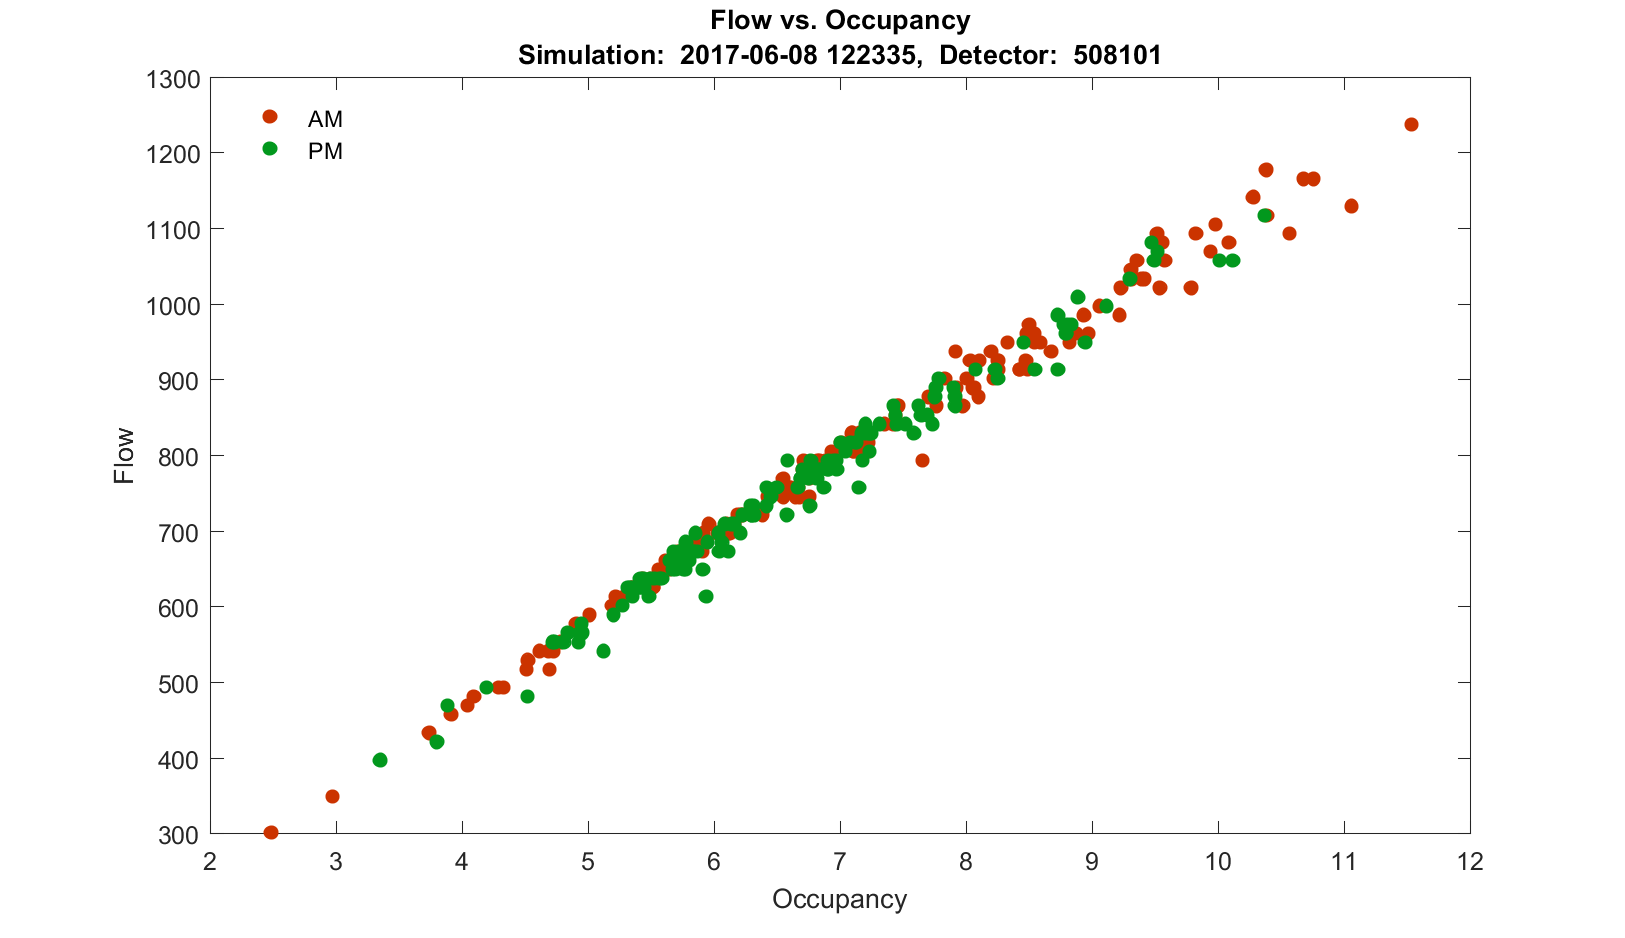 Flow vs. Occupancy
Simulation:  2017-06-08 122335,  Detector:  508101
1300
1200
1100
1000
900
800
700
600
500
400
300
AM
PM
Flow
2 3 4 5 6 7 8 9 10 11 12
Occupancy